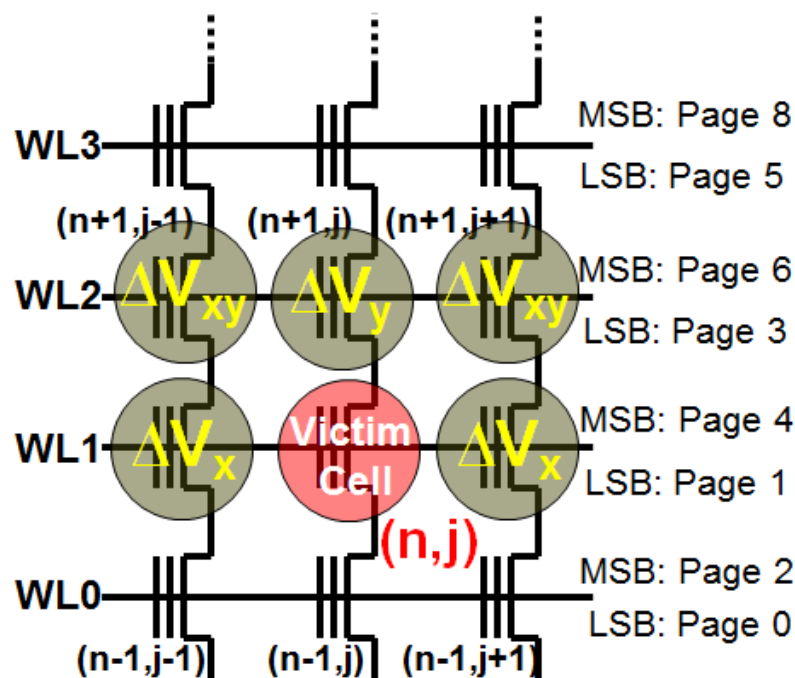 MSB: Page 8
WL3
LSB: Page 5
(n+1,j-1) (n+1,j) (n+1,j+1)
MSB: Page 6
WL2 ΔVxy ΔVy ΔVxy
LSB: Page 3
MSB: Page 4
WL1 ΔVx Victim Cell ΔVx
LSB: Page 1
(n,j)
MSB: Page 2
WL0
LSB: Page 0
(n-1,j-1) (n-1,j) (n-1,j+1)